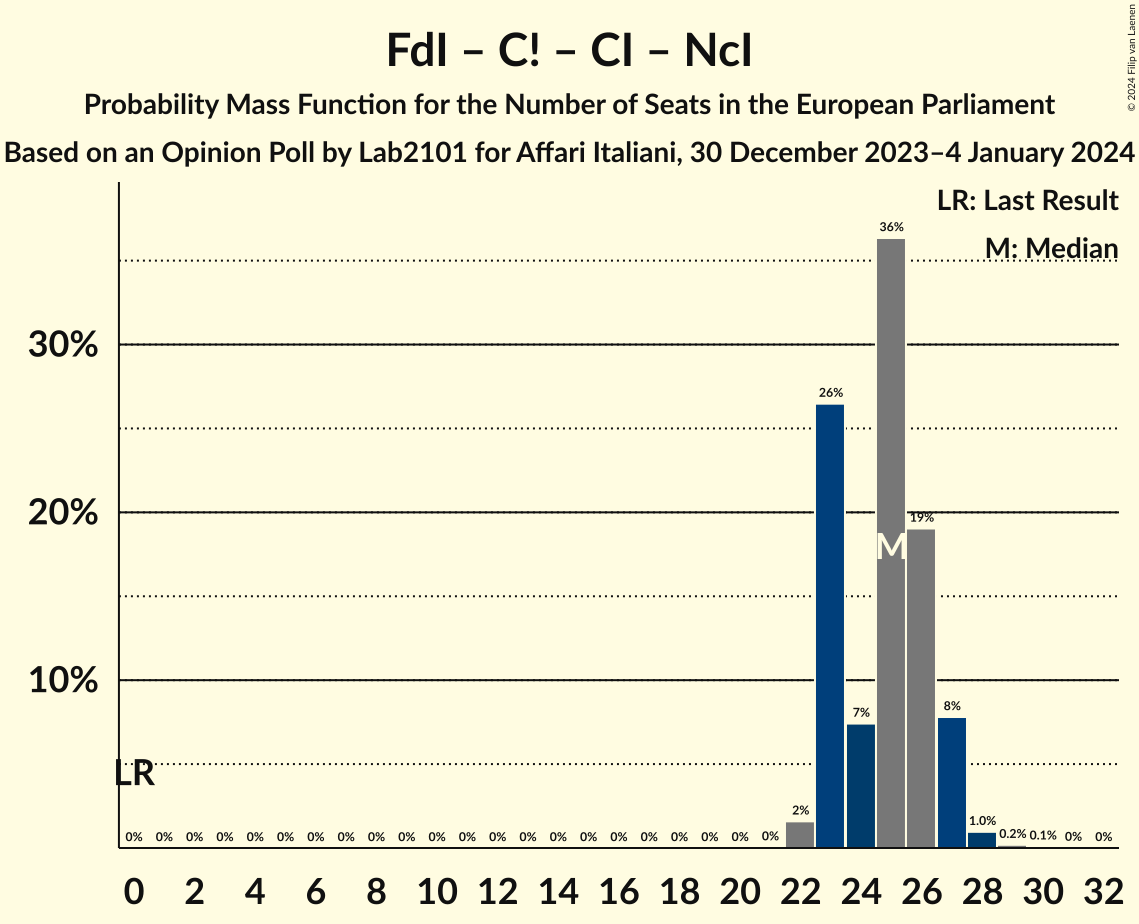 FdI – C! – CI – NcI
Probability Mass Function for the Number of Seats in the European Parliament
Based on an Opinion Poll by Lab2101 for Affari Italiani, 30 December 2023–4 January 2024
© 2024 Filip van Laenen
LR: Last Result
M: Median
30%
20%
10%
LR
M
0% 0% 0% 0% 0% 0% 0% 0% 0% 0% 0% 0% 0% 0% 0% 0% 0% 0% 0% 0% 0% 0% 2% 26% 7% 36% 19% 8% 1.0% 0.2% 0.1% 0% 0%
0 2 4 6 8 10 12 14 16 18 20 22 24 26 28 30 32